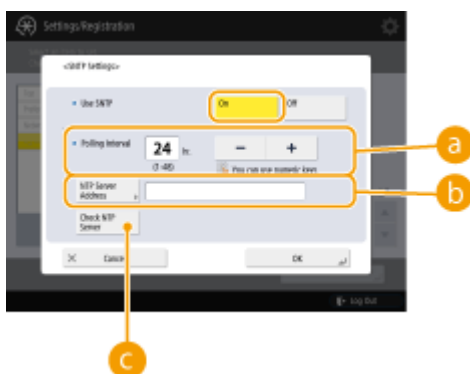 Settings/Registration
<SNTP Settings>
Use SNTP
On
Off
Polling Interval
24 hr.
(1-48)
− +
You can use numeric keys.
a
NTP Server
Address
b
Check NTP
Server
Cancel
OK
Log Out
c